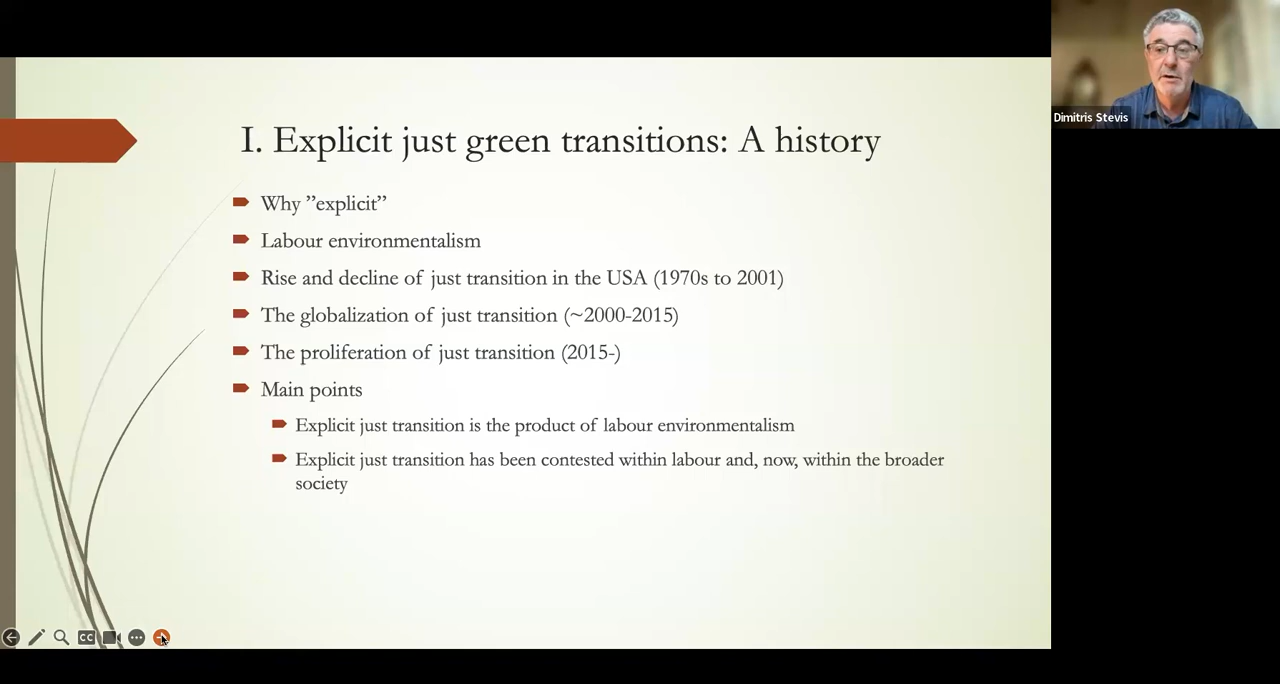 I. Explicit just green transitions: A history
Why ”explicit”
Labour environmentalism
Rise and decline of just transition in the USA (1970s to 2001)
The globalization of just transition (~2000-2015)
The proliferation of just transition (2015-)
Main points
Explicit just transition is the product of labour environmentalism
Explicit just transition has been contested within labour and, now, within the broader
society
Dimitris Stevis
CC